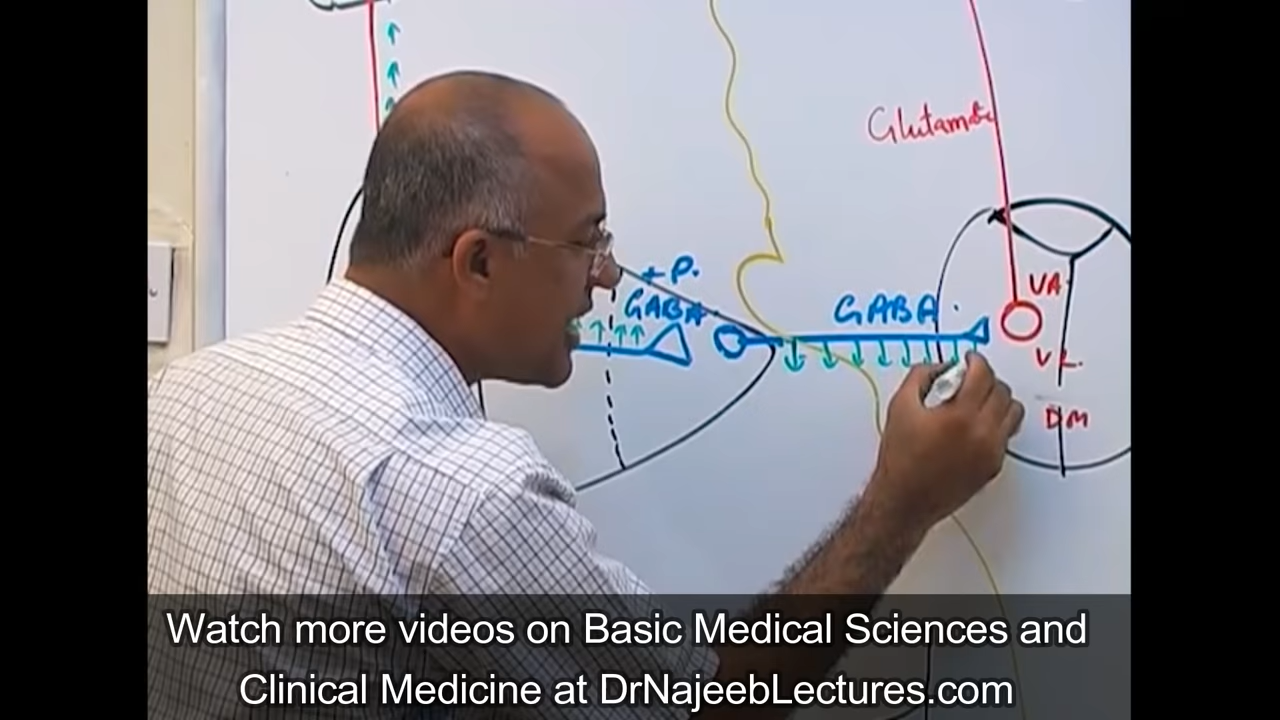 Glutamate
+ P.
GABA
GABA.
VA
VL.
DM
Watch more videos on Basic Medical Sciences and
Clinical Medicine at DrNajeebLectures.com